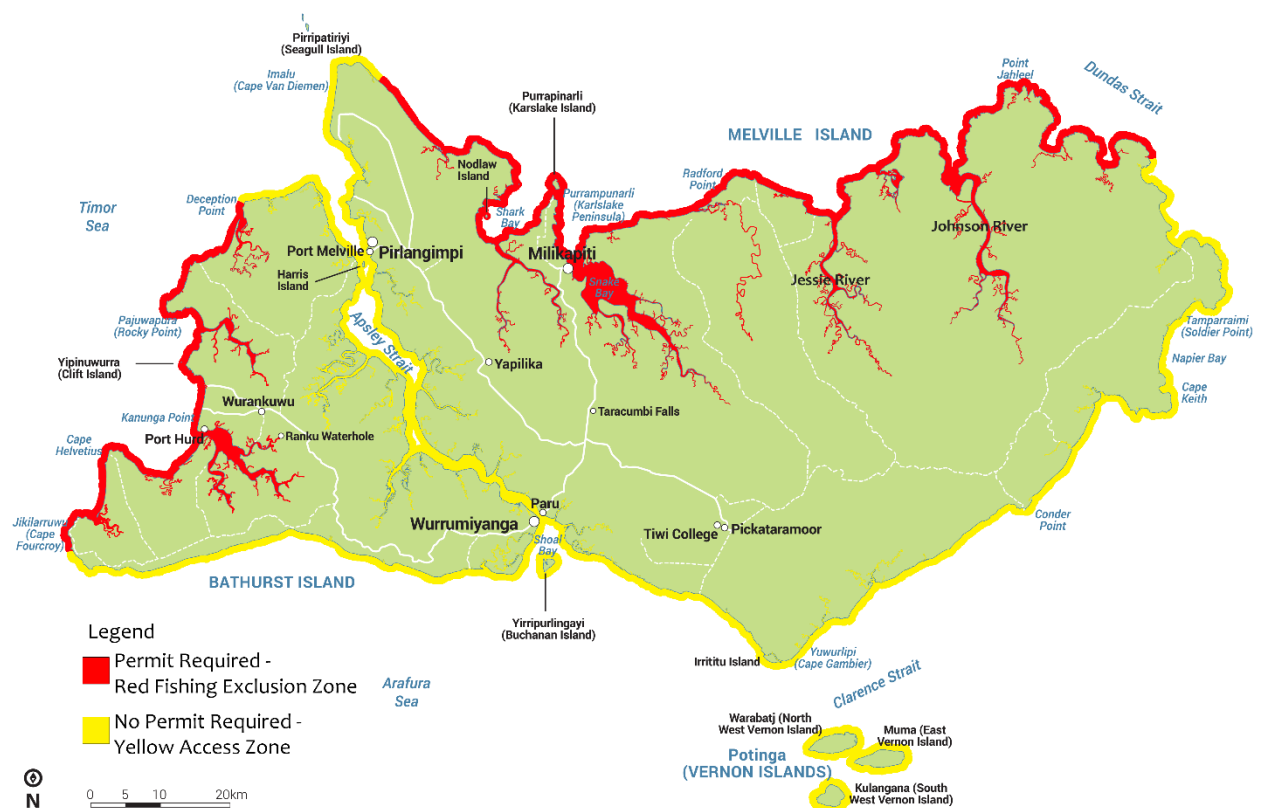 Pirripatiriyi
(Seagull Island)
Imalu
(Cape Van Diemen)
Point
Jahleel
Dundas Strait
Purrapinarli
(Karslake Island)
MELVILLE ISLAND
Nodlaw
Island
Radford
Point
Purrampunarli
(Karlslake
Peninsula)
Deception
Point
Shark
Bay
Timor
Sea
Johnson River
Port Melville
Pirlangimpi
Milikapiti
Harris
Island
Snake
Bay
Jessie River
Pajuwapura
(Rocky Point)
Tamparraimi
(Soldier Point)
Apsley Strait
Yipinuwurra
(Clift Island)
Yapilika
Napier Bay
Cape
Keith
Wurankuwu
Kanunga Point
Taracumbi Falls
Port Hurd
Ranku Waterhole
Cape
Helvetius
Paru
Wurrumiyanga
Jikilarruwu
(Cape
Fourcroy)
Tiwi College
Pickataramoor
Conder
Point
Shoal
Bay
BATHURST ISLAND
Yirripurlingayi
(Buchanan Island)
Legend
Permit Required -
Red Fishing Exclusion Zone
No Permit Required -
Yellow Access Zone
Arafura
Sea
Irrititu Island
Yuwurlipi
(Cape Gambier)
Clarence Strait
Warabatj (North
West Vernon Island)
Muma (East
Vernon Island)
Potinga
(VERNON ISLANDS)
Kulangana (South
West Vernon Island)
N
0 5 10 20km